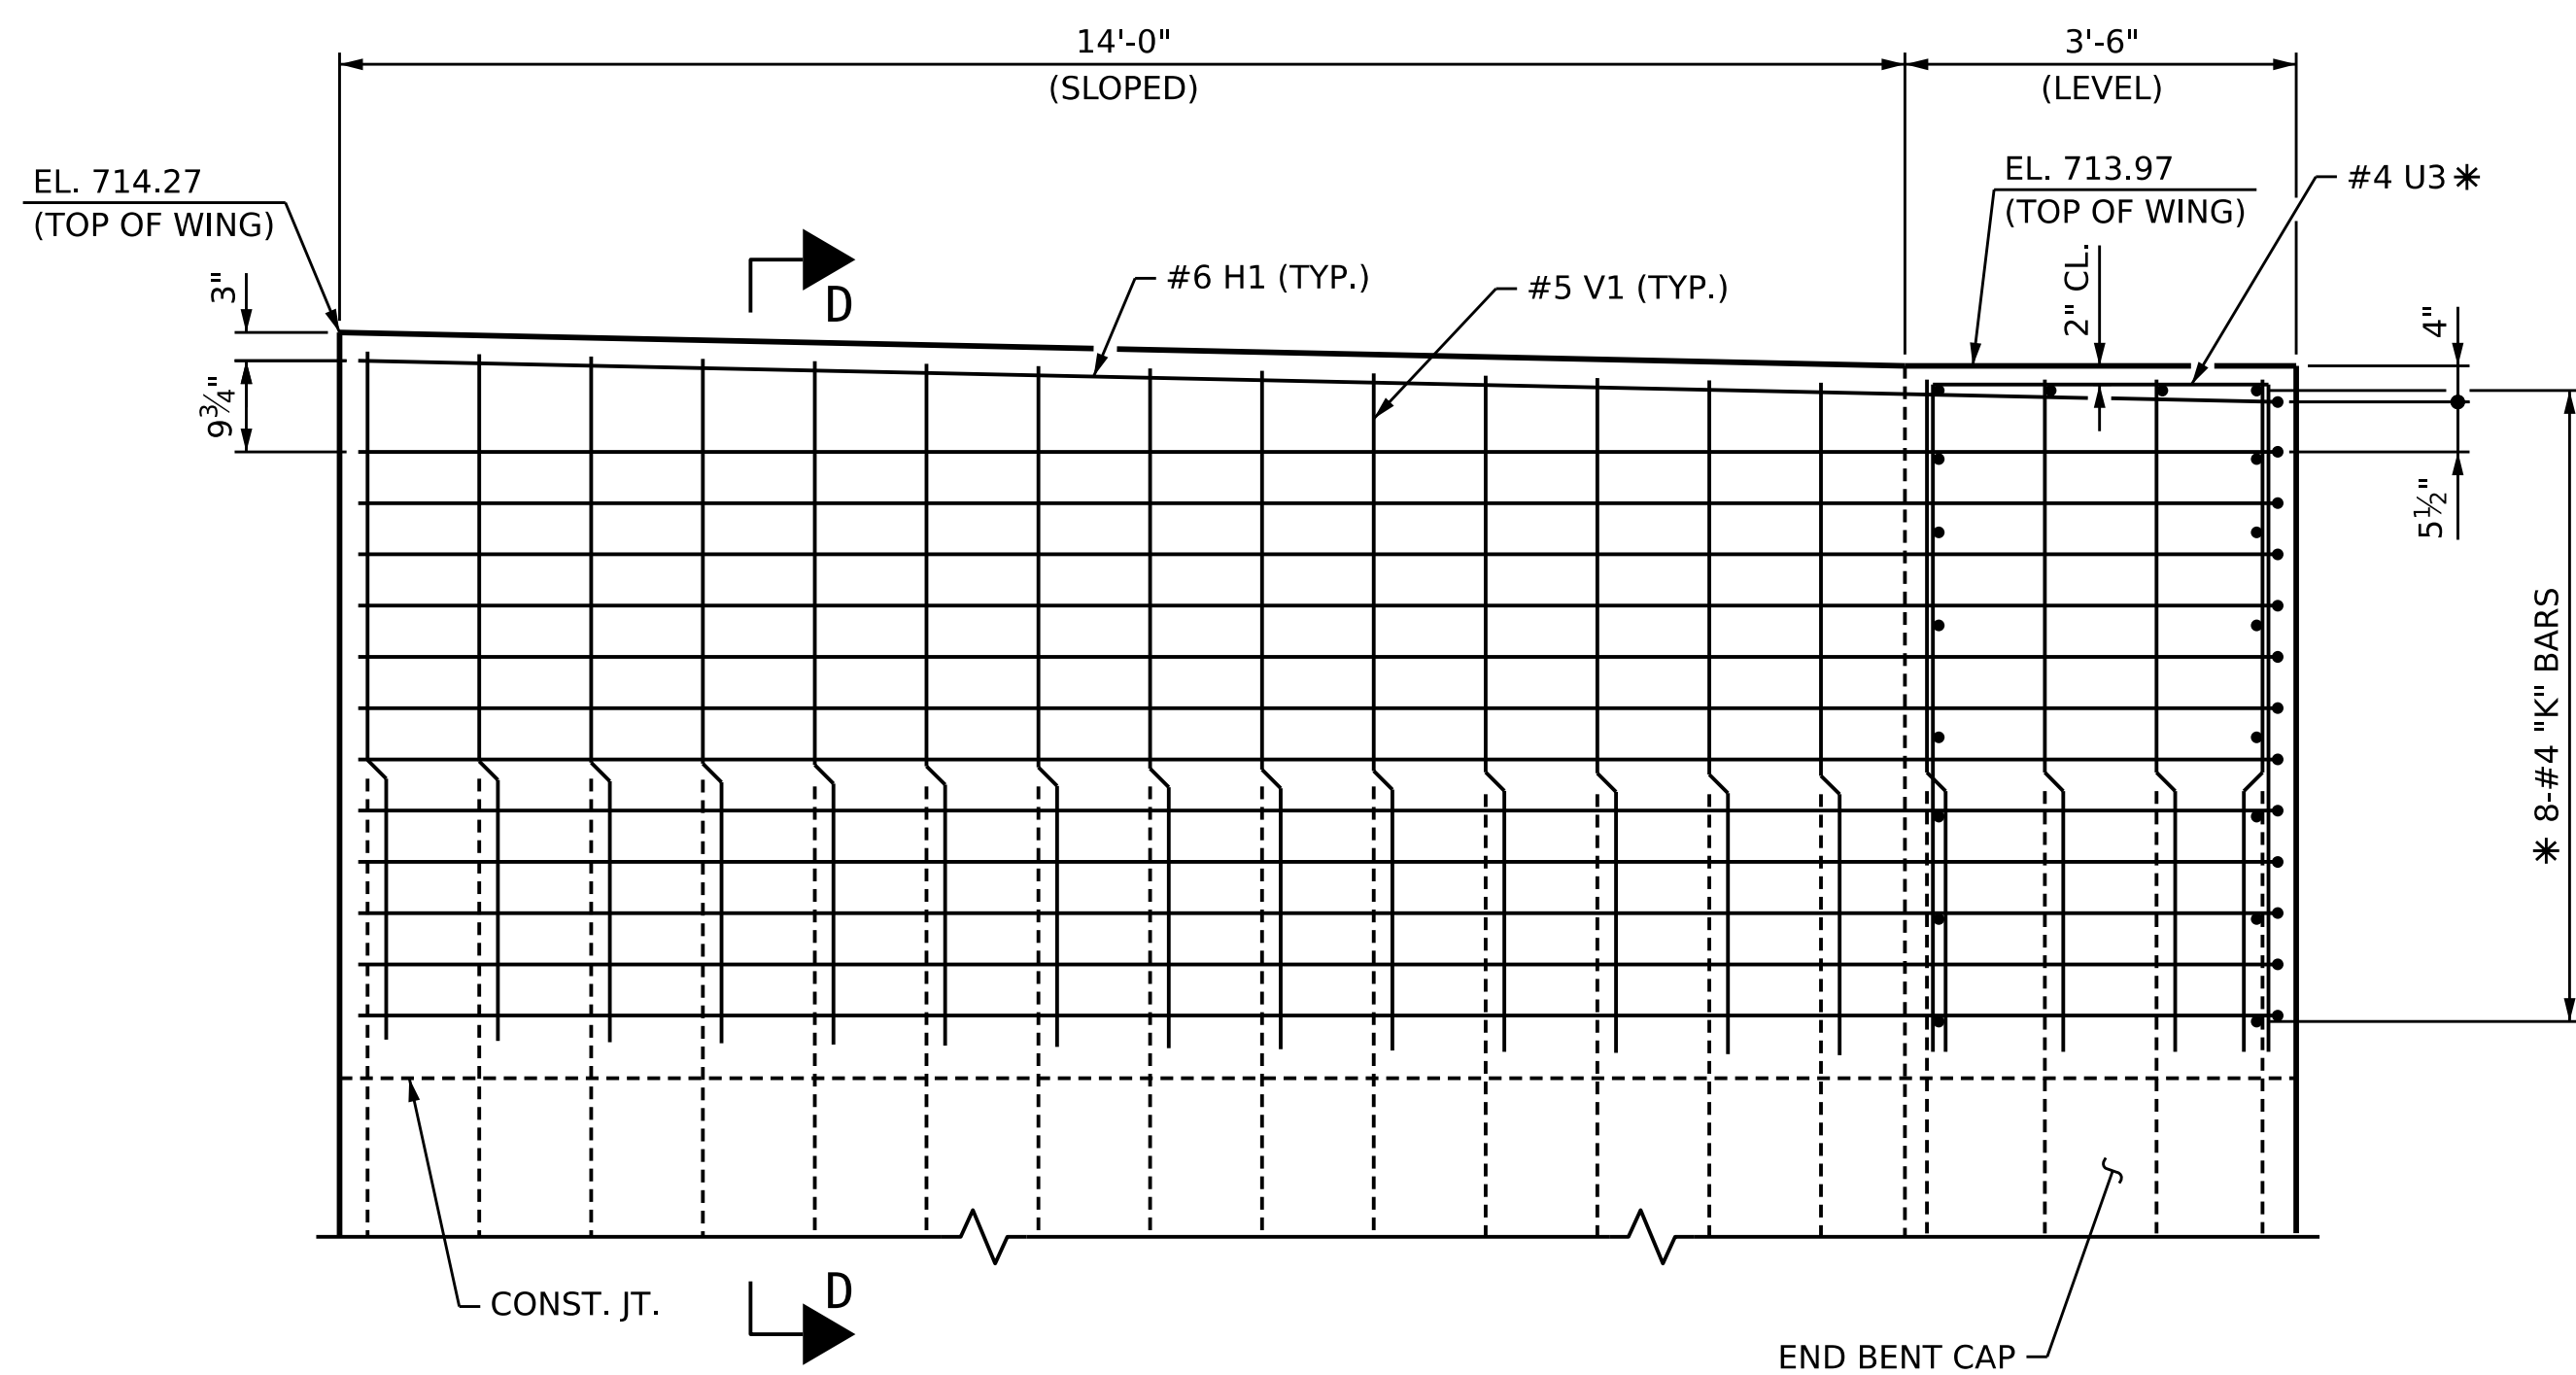 14'-0"
(SLOPED)
3'-6"
(LEVEL)
EL. 714.27
(TOP OF WING)
EL. 713.97
(TOP OF WING)
#4 U3 ✳
3"
D
#6 H1 (TYP.)
#5 V1 (TYP.)
2" CL.
4"
9¾"
5½"
✳ 8-#4 "K" BARS
CONST. JT.
D
END BENT CAP